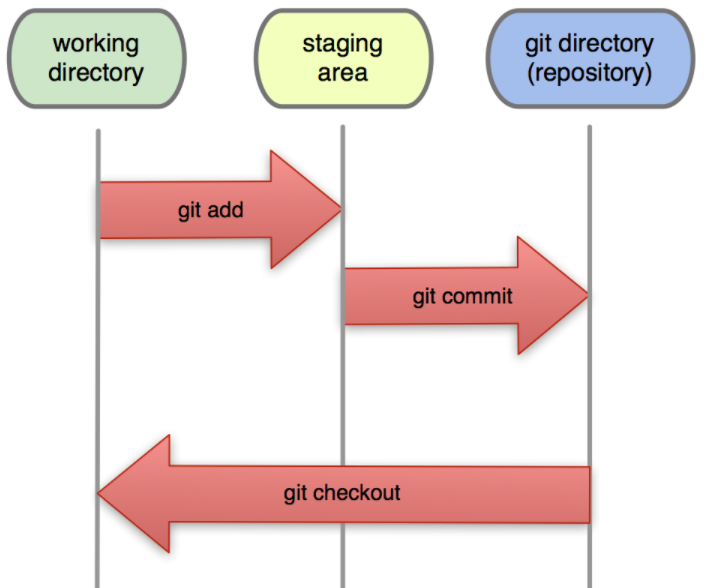 working
directory
staging
area
git directory
(repository)
git add
git commit
git checkout